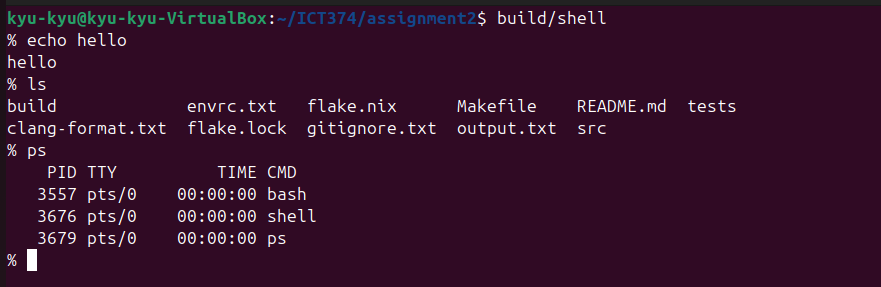 kyu-kyu@kyu-kyu-VirtualBox:~/ICT374/assignment2$ build/shell
% echo hello
hello
% ls
build             envrc.txt   flake.nix      Makefile    README.md  tests
clang-format.txt  flake.lock  gitignore.txt  output.txt  src
% ps
    PID TTY          TIME CMD
   3557 pts/0    00:00:00 bash
   3676 pts/0    00:00:00 shell
   3679 pts/0    00:00:00 ps
%